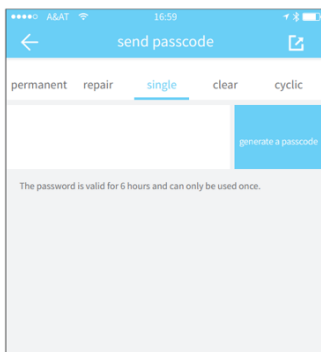 A&AT 16:59
send passcode
permanent repair single clear cyclic
generate a passcode
The password is valid for 6 hours and can only be used once.